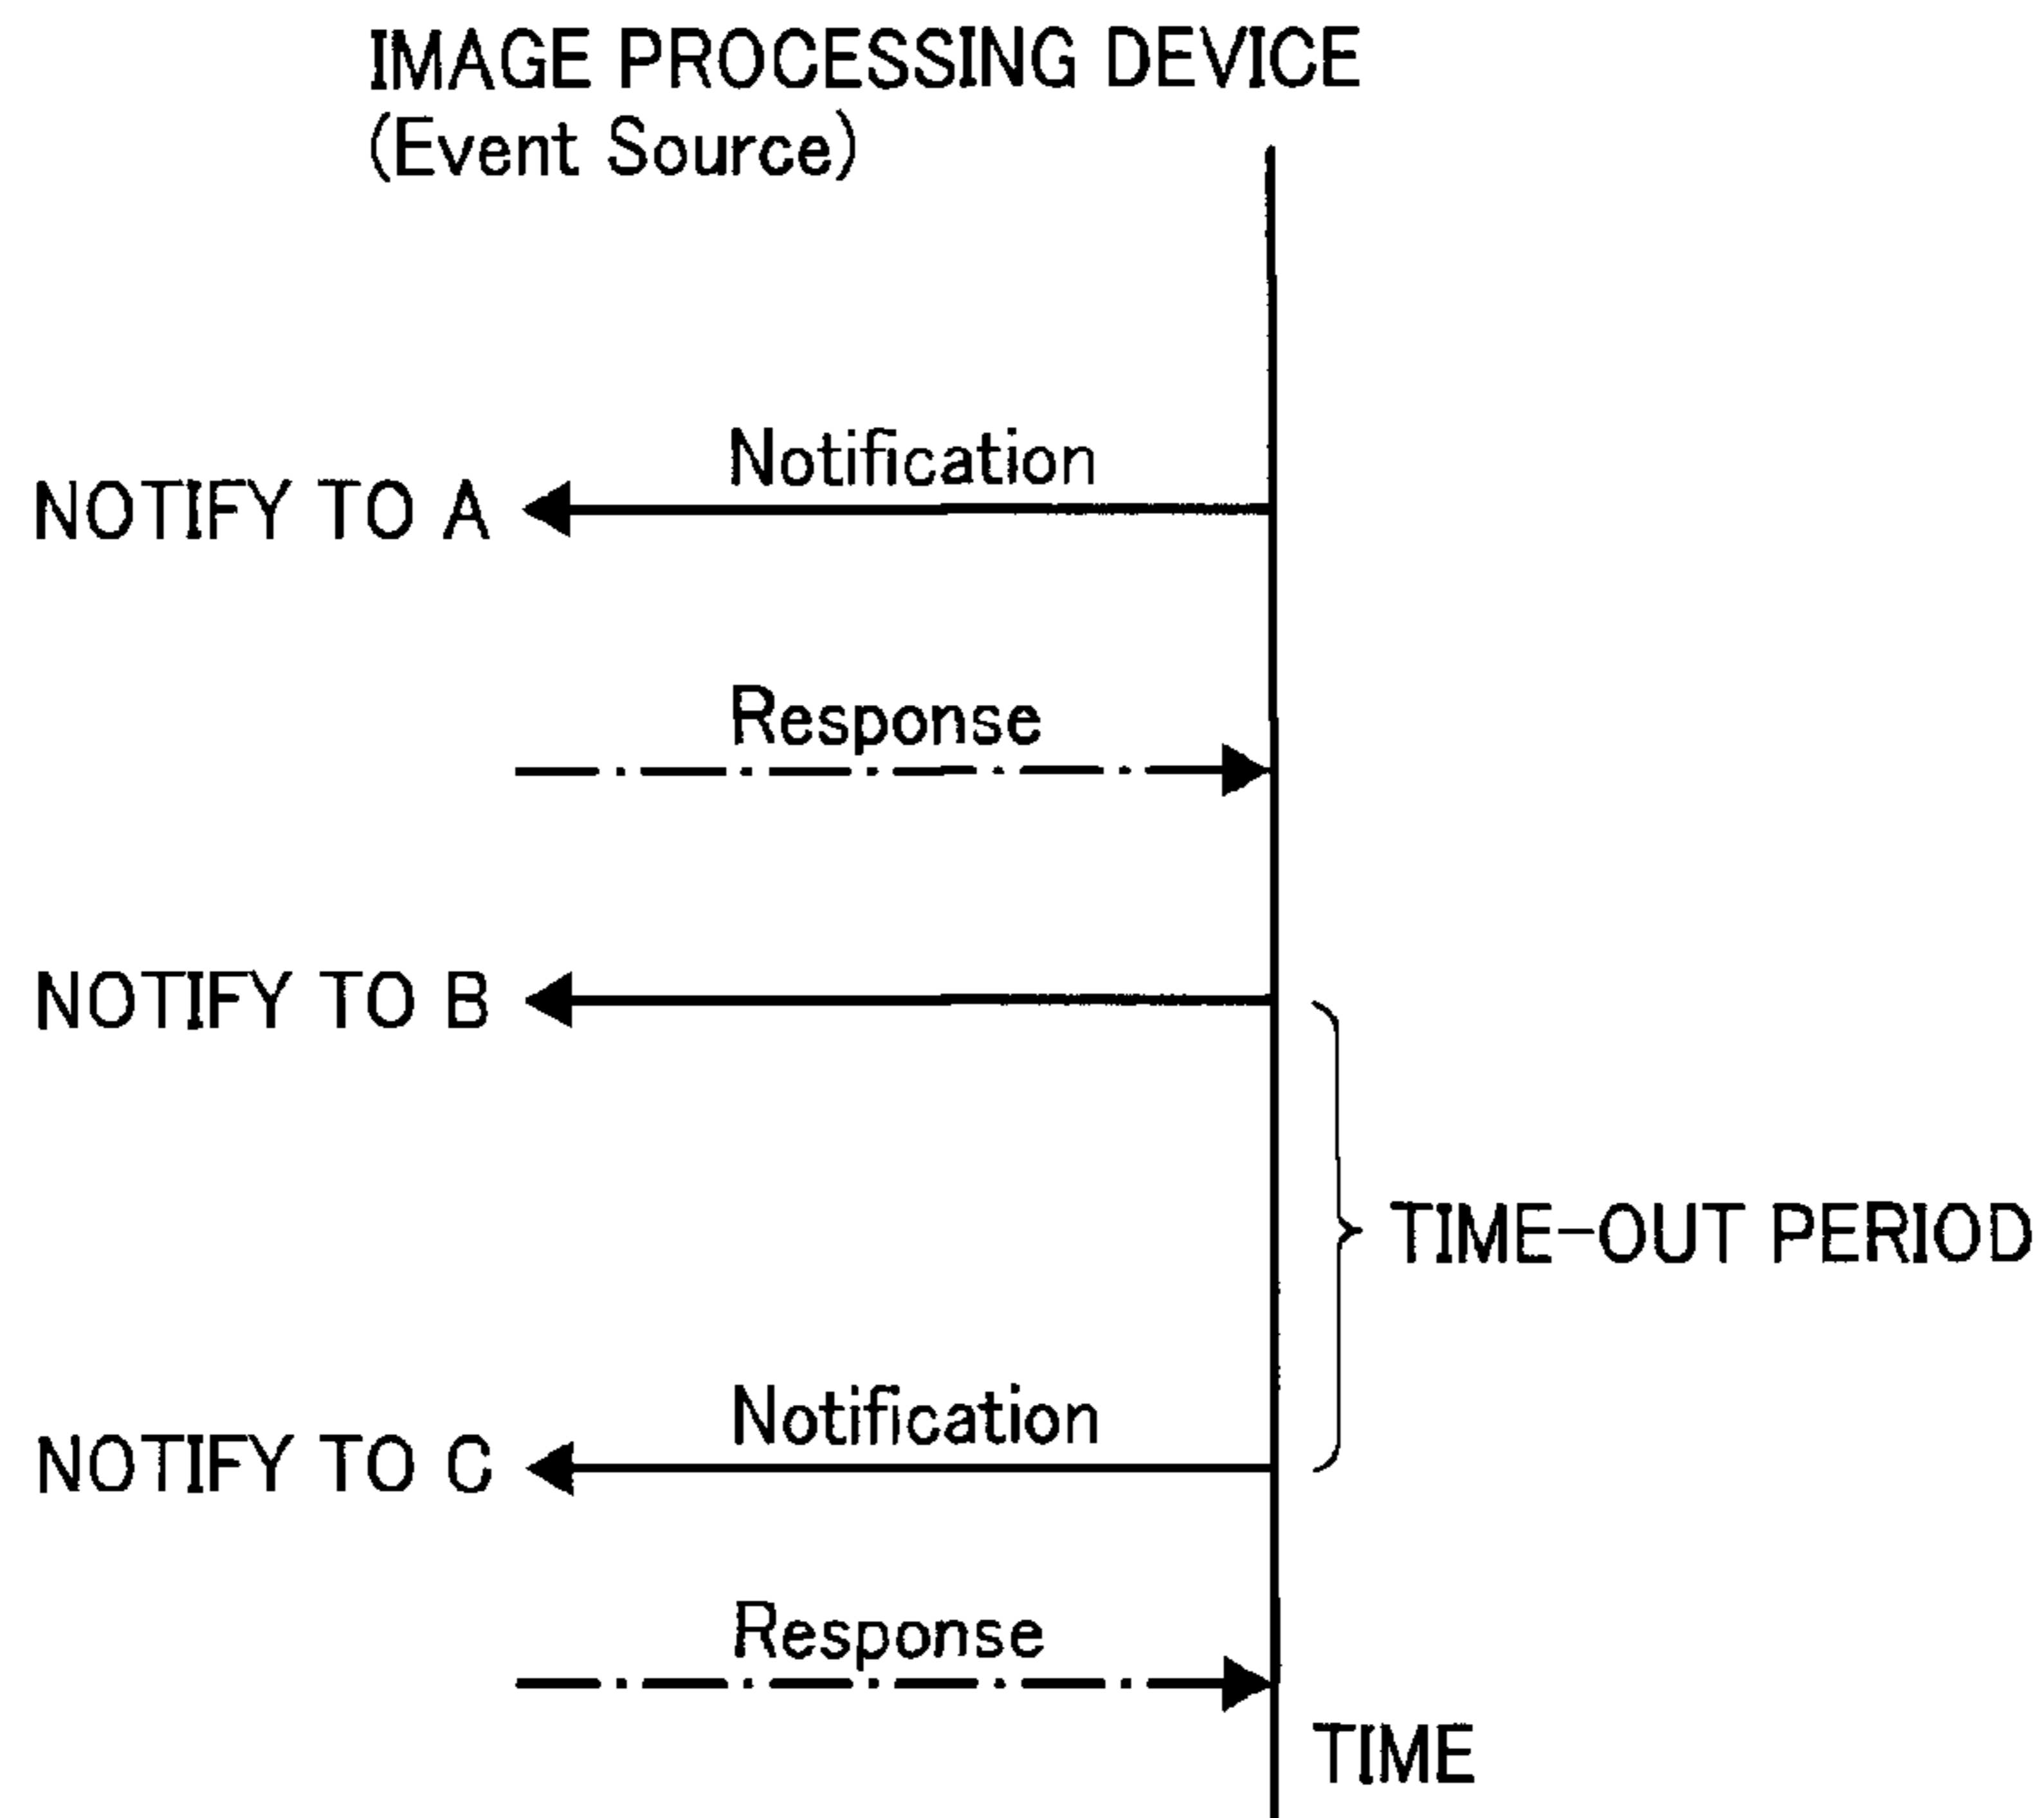 IMAGE PROCESSING DEVICE
(Event Source)
Notification
NOTIFY TO A
Response
NOTIFY TO B
TIME-OUT PERIOD
Notification
NOTIFY TO C
Response
TIME